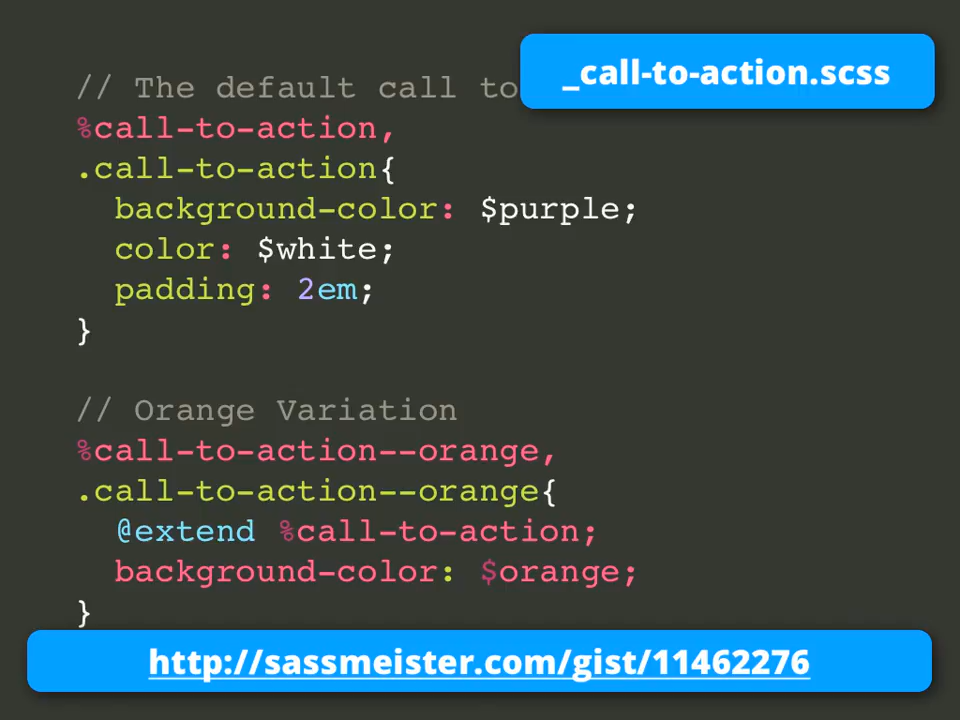 _call-to-action.scss
// The default call to
%call-to-action,
.call-to-action{
  background-color: $purple;
  color: $white;
  padding: 2em;
}

// Orange Variation
%call-to-action--orange,
.call-to-action--orange{
  @extend %call-to-action;
  background-color: $orange;
}
http://sassmeister.com/gist/11462276